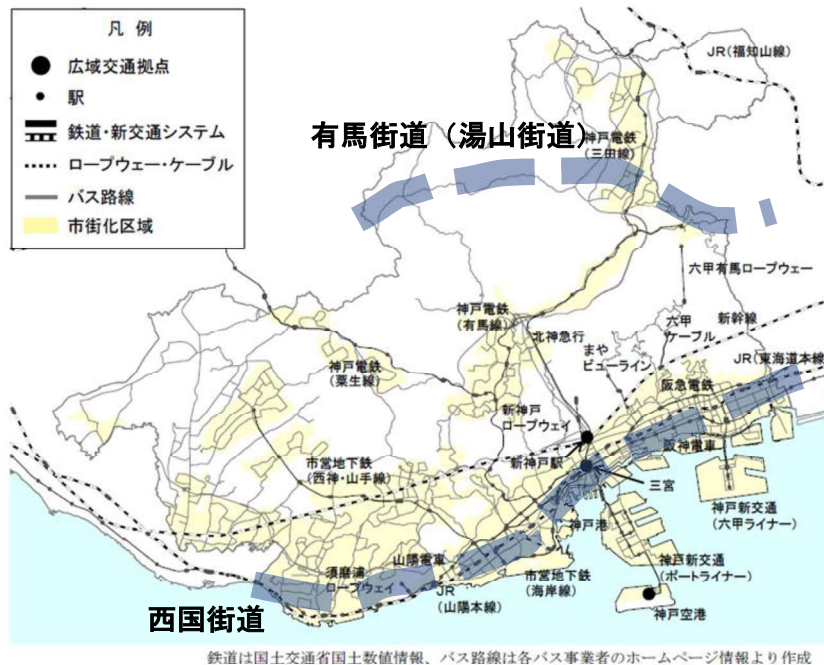 凡 例
広域交通拠点
駅
鉄道・新交通システム
ロープウェー・ケーブル
バス路線
市街化区域
JR(福知山線)
有馬街道（湯山街道）
神戸電鉄
(三田線)
六甲有馬ロープウェー
神戸電鉄
(有馬線)
北神急行
六甲
ケーブル
新幹線
まや
ビューライン
JR(東海道本線)
神戸電鉄
(粟生線)
阪急電鉄
新神戸
ロープウェイ
市営地下鉄
(西神・山手線)
新神戸駅
阪神電車
三宮
神戸新交通
(六甲ライナー)
神戸港
山陽電車
須磨浦
ロープウェイ
JR
(山陽本線)
市営地下鉄
(海岸線)
神戸新交通
(ポートライナー)
西国街道
神戸空港
鉄道は国土交通省国土数値情報、バス路線は各バス事業者のホームページ情報より作成